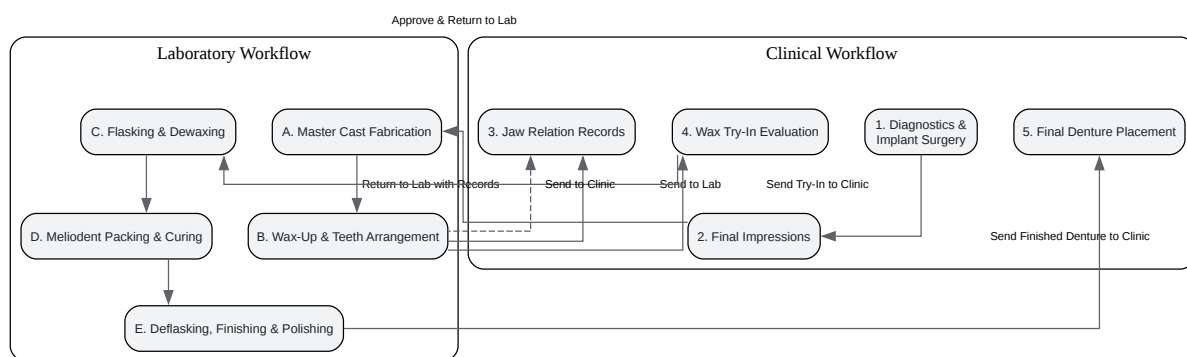 Approve & Return to Lab
Laboratory Workflow
Clinical Workflow
C. Flasking & Dewaxing
A. Master Cast Fabrication
3. Jaw Relation Records
4. Wax Try-In Evaluation
1. Diagnostics &
Implant Surgery
5. Final Denture Placement
Return to Lab with Records
Send to Clinic
Send to Lab
Send Try-In to Clinic
D. Meliodent Packing & Curing
B. Wax-Up & Teeth Arrangement
2. Final Impressions
Send Finished Denture to Clinic
E. Deflasking, Finishing & Polishing